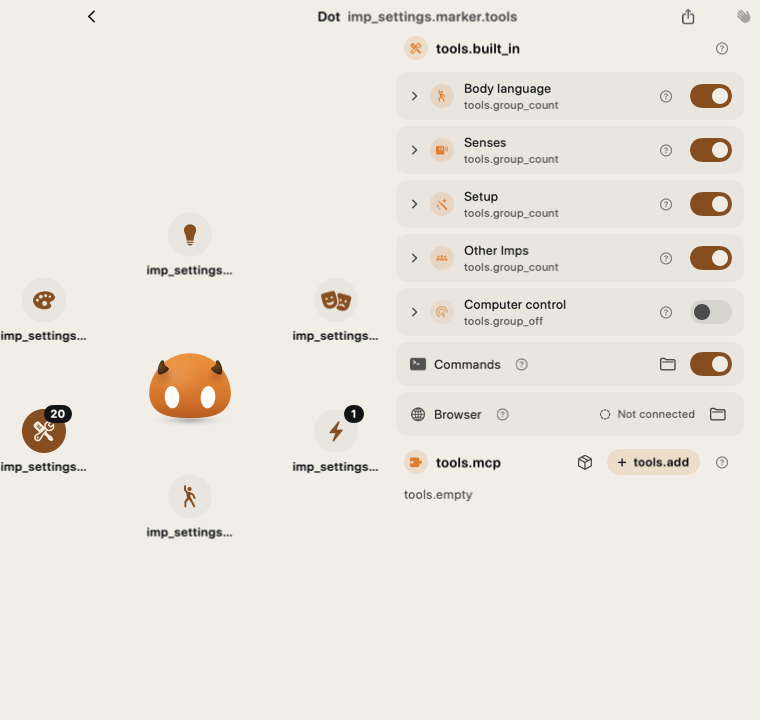 Dot imp_settings.marker.tools
tools.built_in
Body language
tools.group_count
Senses
tools.group_count
Setup
tools.group_count
imp_settings...
Other Imps
tools.group_count
imp_settings...
imp_settings...
Computer control
tools.group_off
Commands
20
1
Browser
Not connected
imp_settings...
imp_settings...
tools.mcp
+ tools.add
tools.empty
imp_settings...